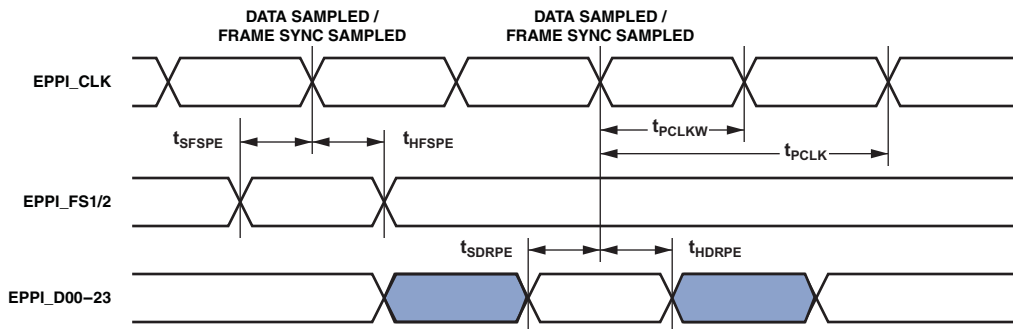 DATA SAMPLED /
FRAME SYNC SAMPLED
DATA SAMPLED /
FRAME SYNC SAMPLED
EPPI_CLK
tSFSPE
tHFSPE
tPCLKW
tPCLK
EPPI_FS1/2
tSDRPE
tHDRPE
EPPI_D00–23